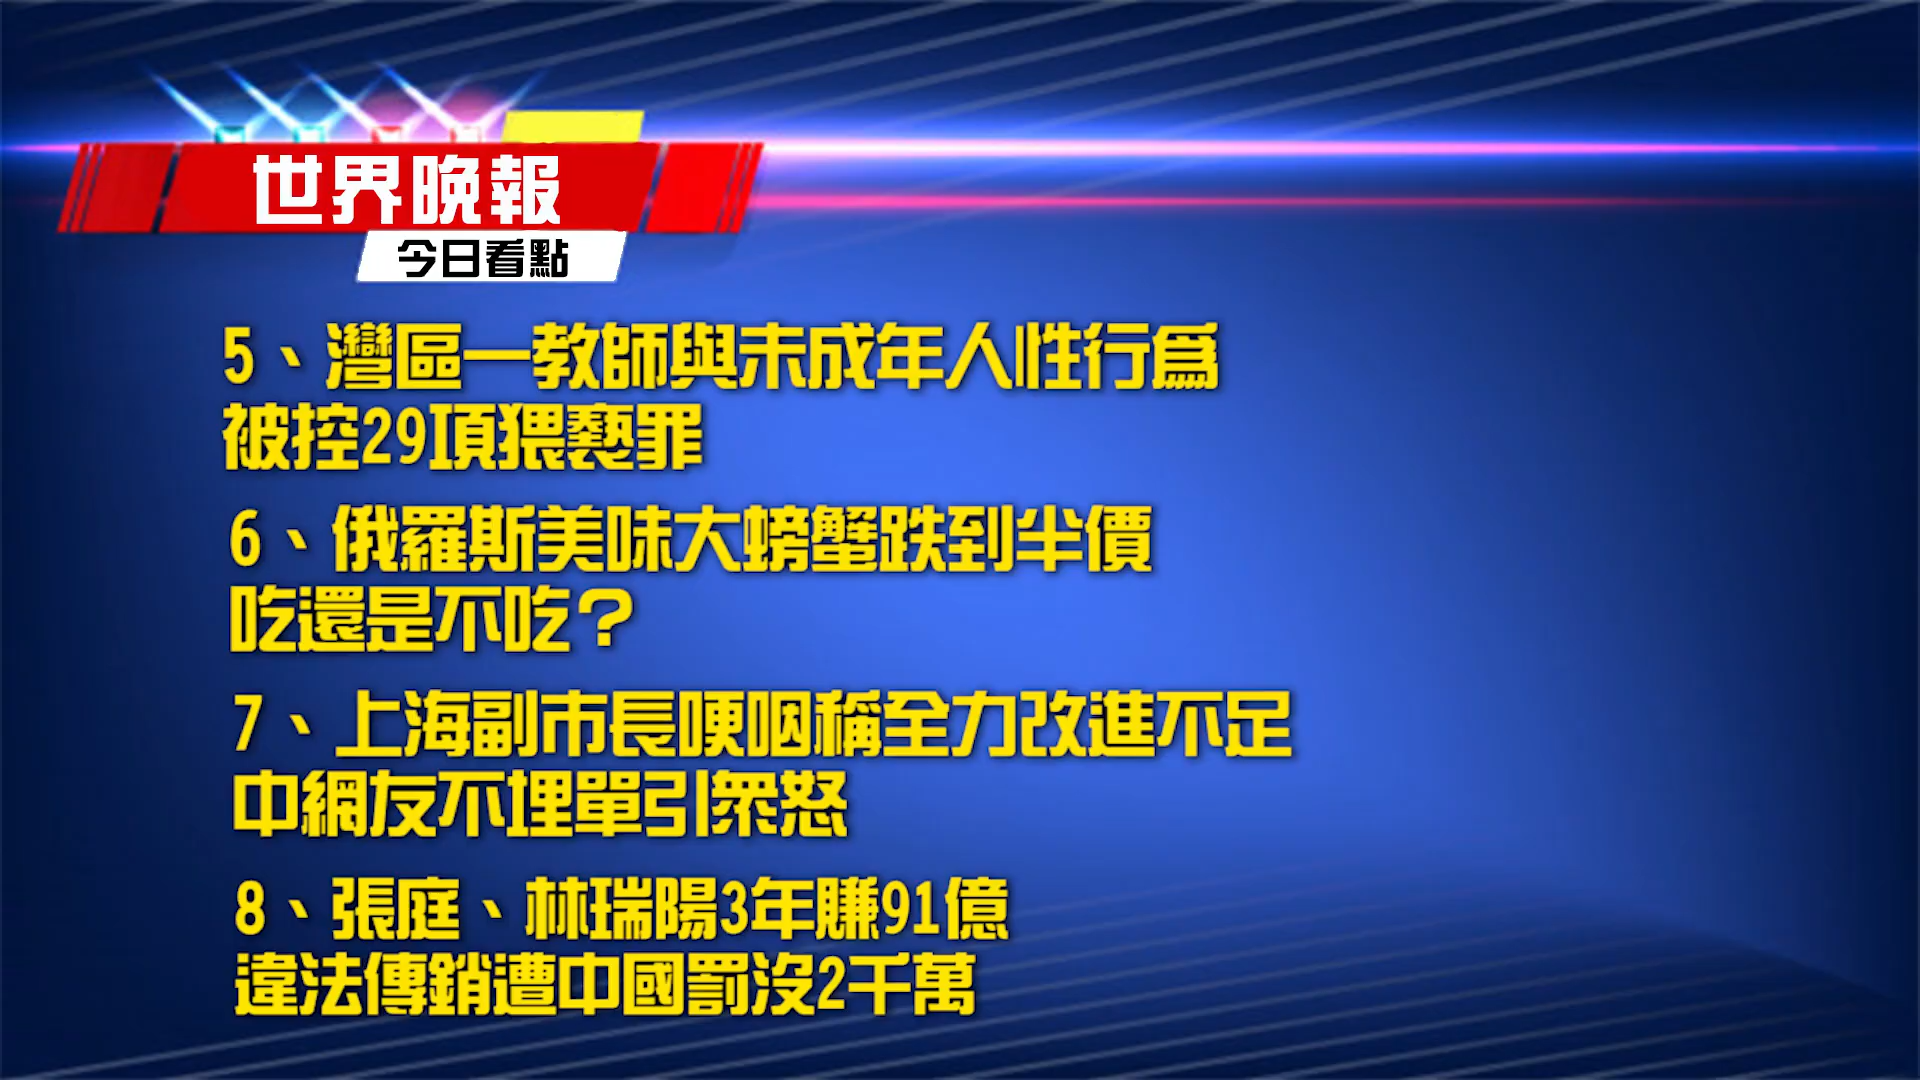 世界晚報
今日看點
5、灣區一教師與未成年人性行為
被控29項猥褻罪
6、俄羅斯美味大螃蟹跌到半價
吃還是不吃？
7、上海副市長哽咽稱全力改進不足
中網友不埋單引眾怒
8、張庭、林瑞陽3年賺91億
違法傳銷遭中國罰沒2千萬